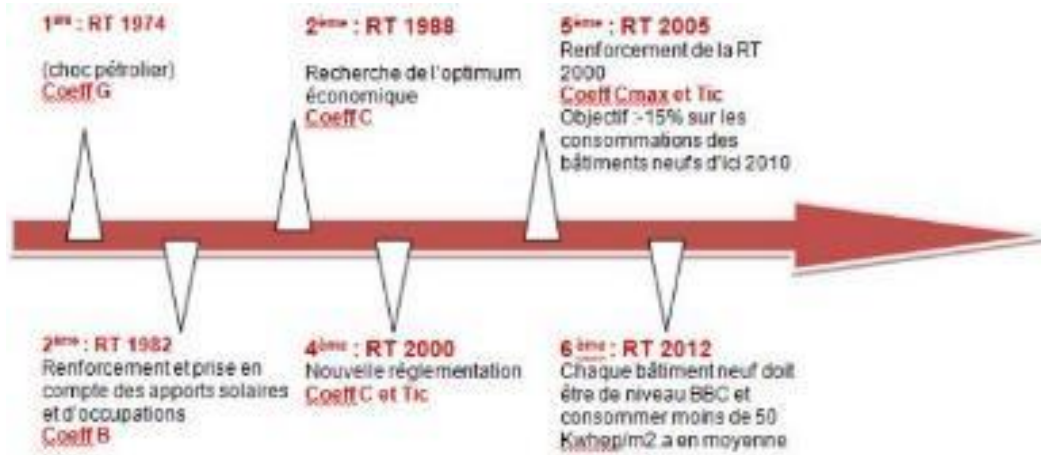 1ère : RT 1974
(choc pétrolier)
Coeff G
2ème : RT 1988
Recherche de l'optimum
économique
Coeff C
5ème : RT 2005
Renforcement de la RT
2000
Coeff Cmax et Tic
Objectif :-15% sur les
consommations des
bâtiments neufs d'ici 2010
2ème : RT 1982
Renforcement et prise en
compte des apports solaires
et d'occupations
Coeff B
4ème : RT 2000
Nouvelle réglementation
Coeff C et Tic
6 ème : RT 2012
Chaque bâtiment neuf doit
être de niveau BBC et
consommer moins de 50
Kwhep/m2.a en moyenne